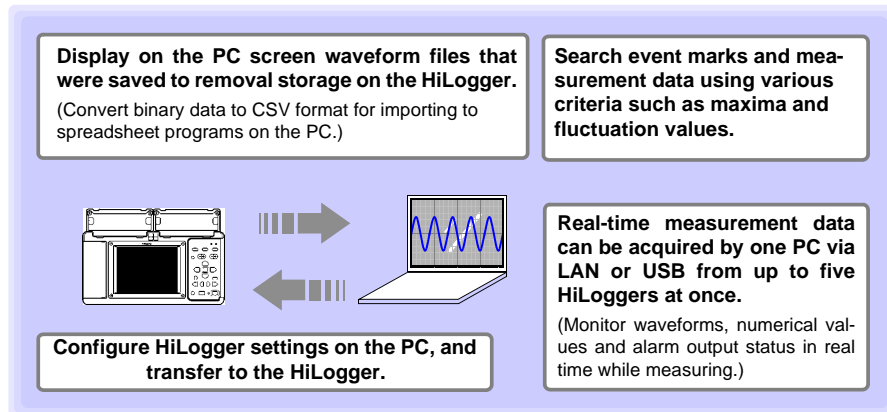 Display on the PC screen waveform files that
were saved to removal storage on the HiLogger.
(Convert binary data to CSV format for importing to
spreadsheet programs on the PC.)
Search event marks and mea-
surement data using various
criteria such as maxima and
fluctuation values.
Real-time measurement data
can be acquired by one PC via
LAN or USB from up to five
HiLoggers at once.
(Monitor waveforms, numerical val-
ues and alarm output status in real
time while measuring.)
Configure HiLogger settings on the PC, and
transfer to the HiLogger.